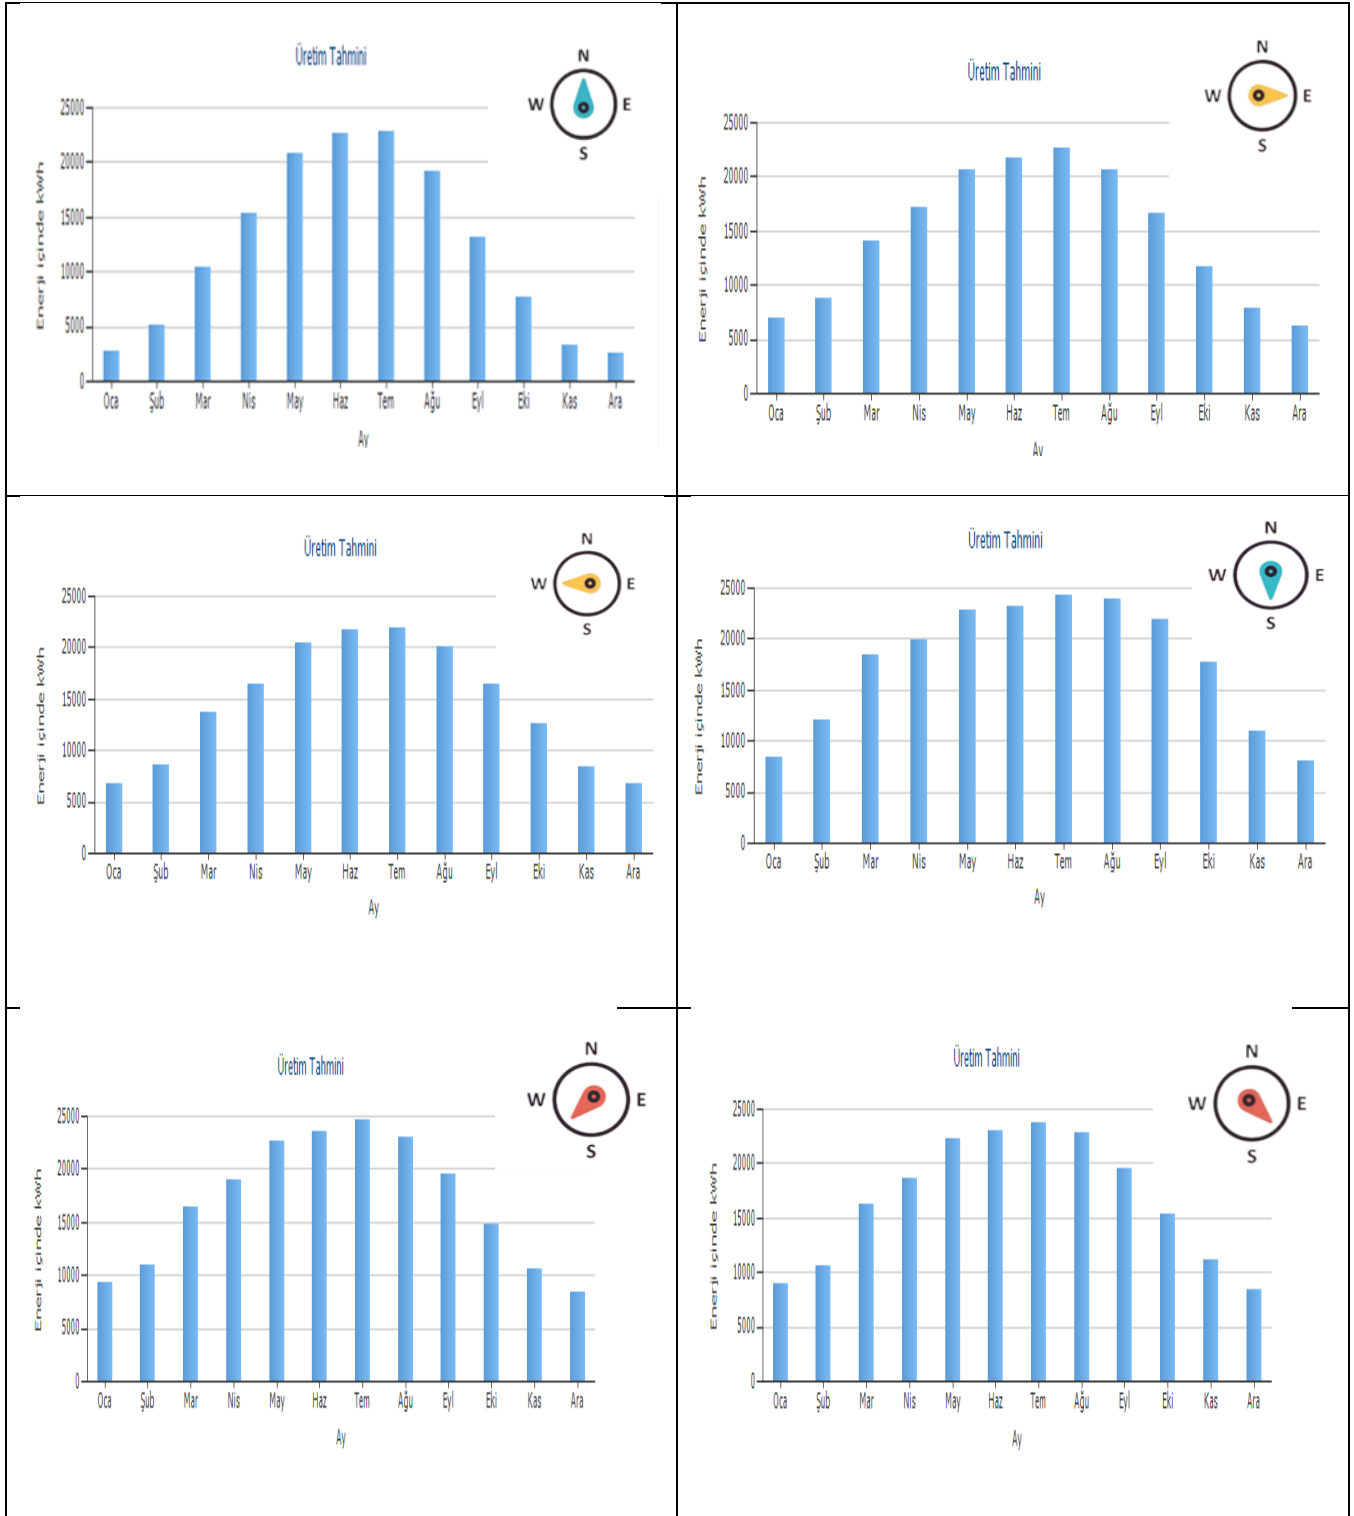 Üretim Tahmini
N
W E
S
Enerji içinde kWh
25000
20000
15000
10000
5000
0
Oca Şub Mar Nis May Haz Tem Ağu Eyl Eki Kas Ara
Ay
Üretim Tahmini
N
W E
S
Enerji içinde kWh
25000
20000
15000
10000
5000
0
Oca Şub Mar Nis May Haz Tem Ağu Eyl Eki Kas Ara
Ay
Üretim Tahmini
N
W E
S
Enerji içinde kWh
25000
20000
15000
10000
5000
0
Oca Şub Mar Nis May Haz Tem Ağu Eyl Eki Kas Ara
Ay
Üretim Tahmini
N
W E
S
Enerji içinde kWh
25000
20000
15000
10000
5000
0
Oca Şub Mar Nis May Haz Tem Ağu Eyl Eki Kas Ara
Ay
Üretim Tahmini
N
W E
S
Enerji içinde kWh
25000
20000
15000
10000
5000
0
Oca Şub Mar Nis May Haz Tem Ağu Eyl Eki Kas Ara
Ay
Üretim Tahmini
N
W E
S
Enerji içinde kWh
25000
20000
15000
10000
5000
0
Oca Şub Mar Nis May Haz Tem Ağu Eyl Eki Kas Ara
Ay